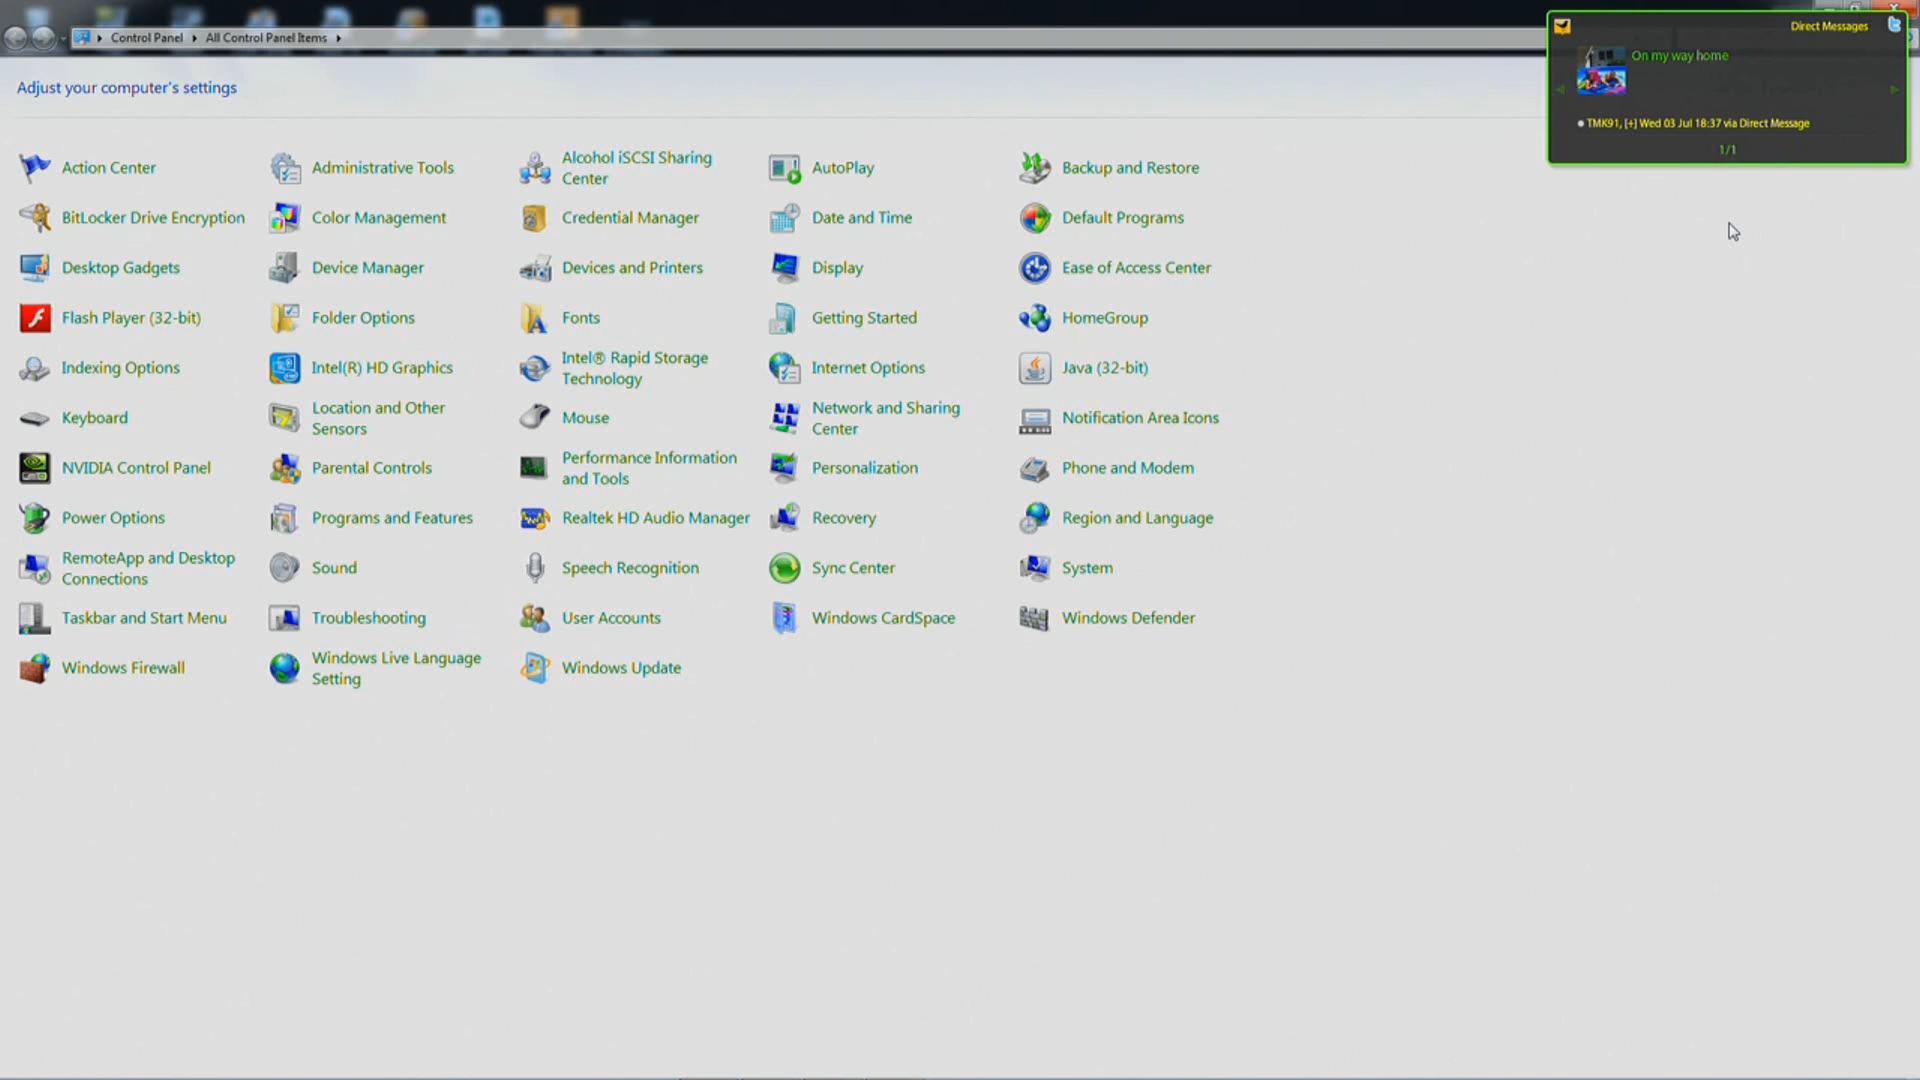 Control Panel
All Control Panel Items
Direct Messages
On my way home
TMK91, [+] Wed 03 Jul 18:37 via Direct Message
1/1
Adjust your computer's settings
Action Center
Administrative Tools
Alcohol iSCSI Sharing
Center
AutoPlay
Backup and Restore
BitLocker Drive Encryption
Color Management
Credential Manager
Date and Time
Default Programs
Desktop Gadgets
Device Manager
Devices and Printers
Display
Ease of Access Center
Flash Player (32-bit)
Folder Options
Fonts
Getting Started
HomeGroup
Indexing Options
Intel(R) HD Graphics
Intel® Rapid Storage
Technology
Internet Options
Java (32-bit)
Keyboard
Location and Other
Sensors
Mouse
Network and Sharing
Center
Notification Area Icons
NVIDIA Control Panel
Parental Controls
Performance Information
and Tools
Personalization
Phone and Modem
Power Options
Programs and Features
Realtek HD Audio Manager
Recovery
Region and Language
RemoteApp and Desktop
Connections
Sound
Speech Recognition
Sync Center
System
Taskbar and Start Menu
Troubleshooting
User Accounts
Windows CardSpace
Windows Defender
Windows Firewall
Windows Live Language
Setting
Windows Update